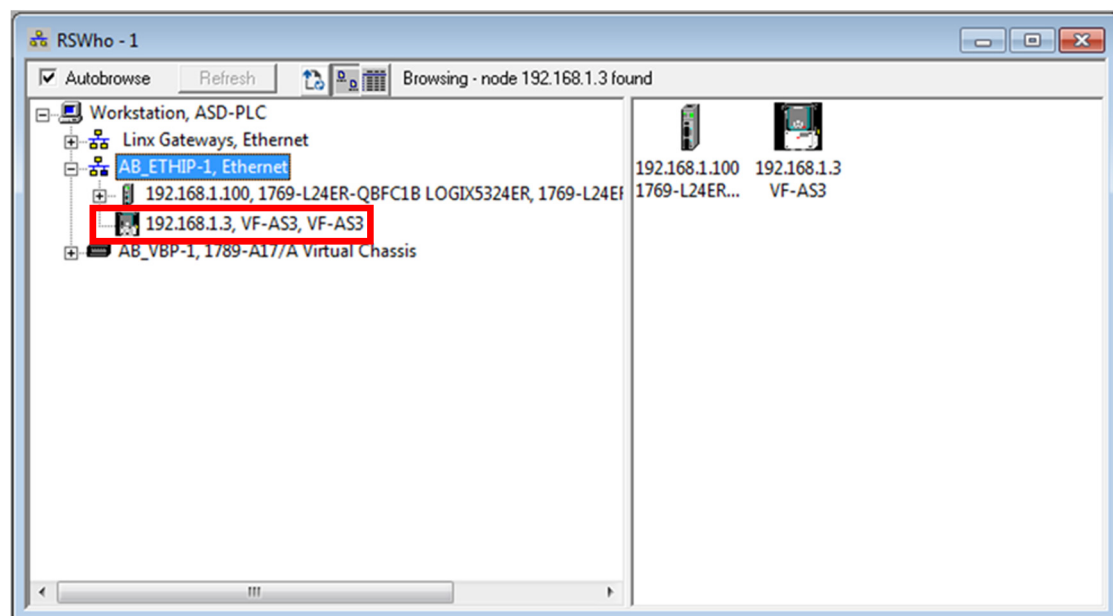 RSWho - 1
Autobrowse Refresh Browsing - node 192.168.1.3 found
Workstation, ASD-PLC
Linx Gateways, Ethernet
AB_ETHIP-1, Ethernet
192.168.1.100, 1769-L24ER-QBFC1B LOGIX5324ER, 1769-L24EF
192.168.1.3, VF-AS3, VF-AS3
AB_VBP-1, 1789-A17/A Virtual Chassis
192.168.1.100 192.168.1.3
1769-L24ER... VF-AS3